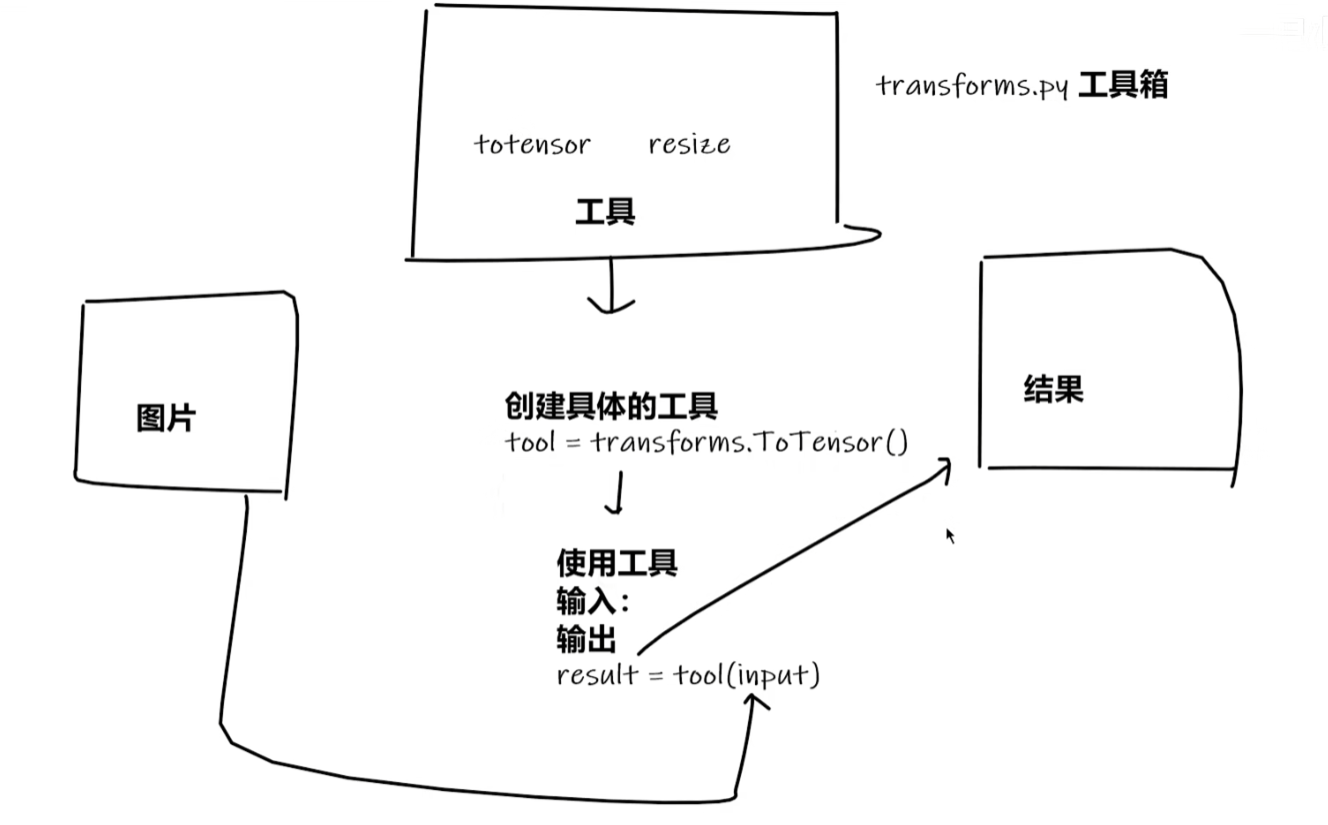 transforms.py 工具箱
totensor resize
工具
图片
创建具体的工具
tool = transforms.ToTensor()
使用工具
输入：
输出
result = tool(input)
结果